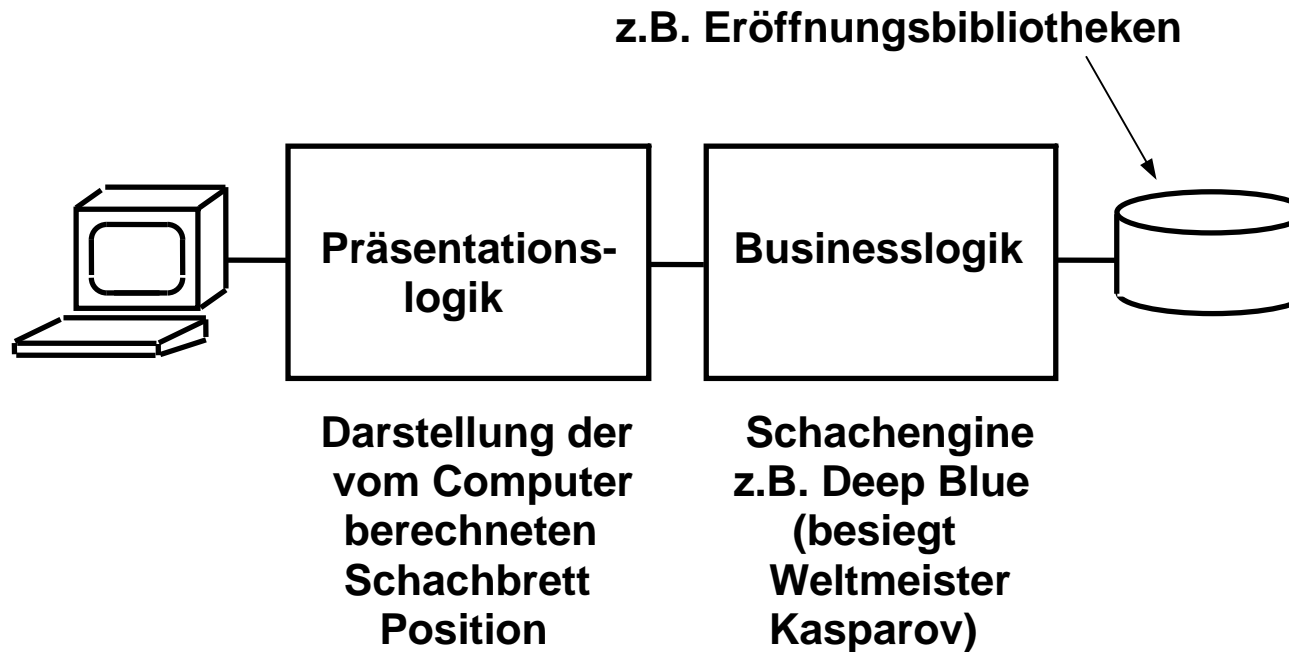 z.B. Eröffnungsbibliotheken
Präsentations-
logik
Businesslogik
Darstellung der
vom Computer
berechneten
Schachbrett
Position
Schachengine
z.B. Deep Blue
(besiegt
Weltmeister
Kasparov)